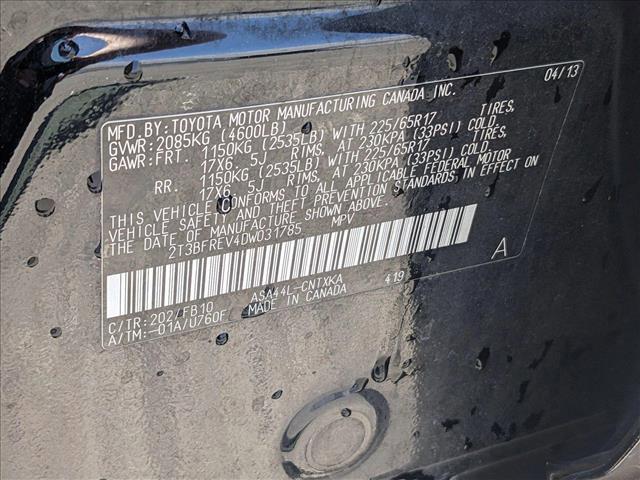 04/13
MFD. BY: TOYOTA MOTOR MANUFACTURING CANADA INC.
GVWR: 2085KG (4600LB)
GAWR: FRT. 1150KG (2535LB) WITH 225/65R17 TIRES,
17X6. 5J RIMS, AT 230KPA (33PSI) COLD.
RR. 1150KG (2535LB) WITH 225/65R17 TIRES,
17X6. 5J RIMS, AT 230KPA (33PSI) COLD.
THIS VEHICLE CONFORMS TO ALL APPLICABLE FEDERAL MOTOR
VEHICLE SAFETY AND THEFT PREVENTION STANDARDS IN EFFECT ON
THE DATE OF MANUFACTURE SHOWN ABOVE.
2T3BFREV4DW031785 MPV
A
C/TR: 202/FB10 ASA44L-CNTXKA 419
A/TM: -01A/U760F MADE IN CANADA